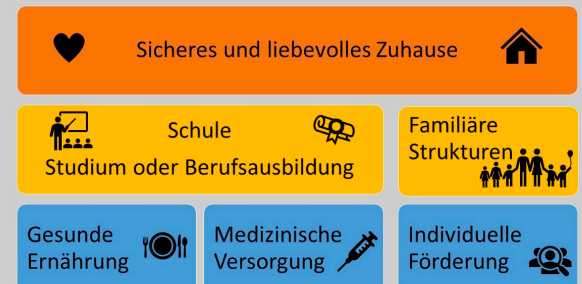 Sicheres und liebevolles Zuhause
Schule
Studium oder Berufsausbildung
Familiäre
Strukturen
Gesunde
Ernährung
Medizinische
Versorgung
Individuelle
Förderung